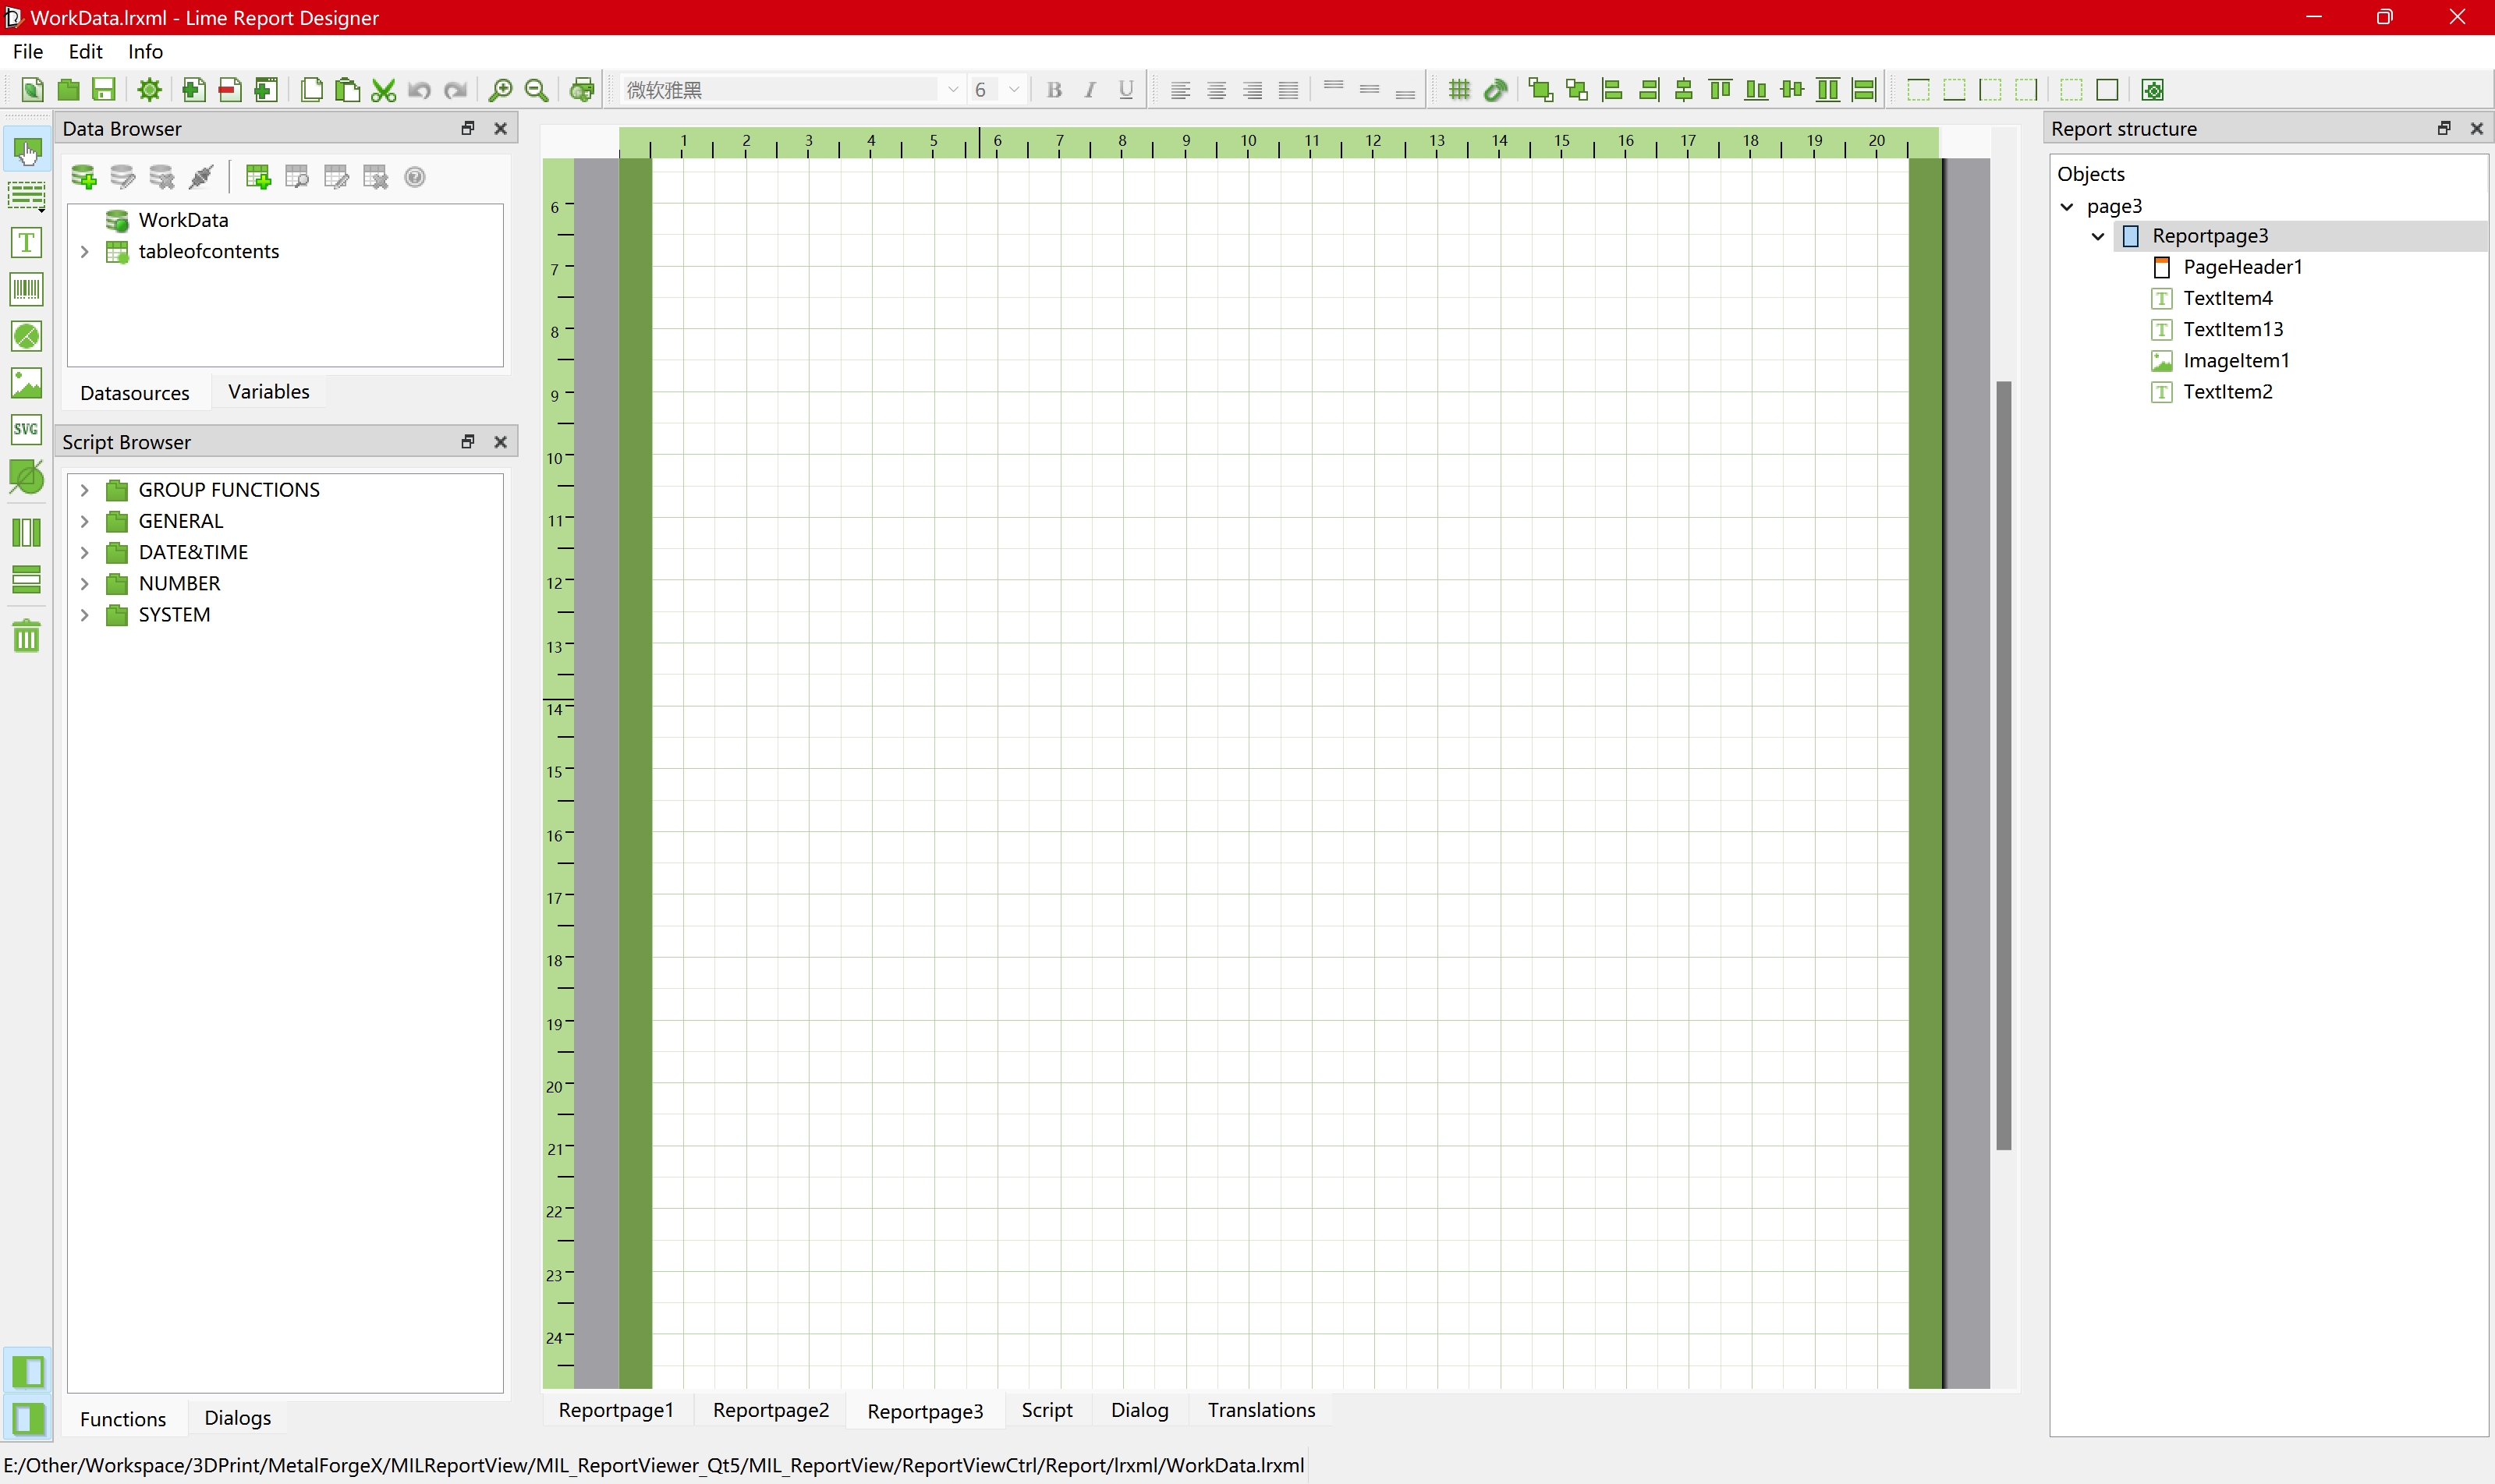 WorkData.lrxml - Lime Report Designer
File Edit Info
微软雅黑 6 B I U
Data Browser
WorkData
tableofcontents
Datasources Variables
Script Browser
GROUP FUNCTIONS
GENERAL
DATE&TIME
NUMBER
SYSTEM
Functions Dialogs
T
SVG
1 2 3 4 5 6 7 8 9 10 11 12 13 14 15 16 17 18 19 20
6
7
8
9
10
11
12
13
14
15
16
17
18
19
20
21
22
23
24
Reportpage1 Reportpage2 Reportpage3 Script Dialog Translations
Report structure
Objects
page3
Reportpage3
PageHeader1
T TextItem4
T TextItem13
ImageItem1
T TextItem2
E:/Other/Workspace/3DPrint/MetalForgeX/MILReportView/MIL_ReportViewer_Qt5/MIL_ReportView/ReportViewCtrl/Report/lrxml/WorkData.lrxml